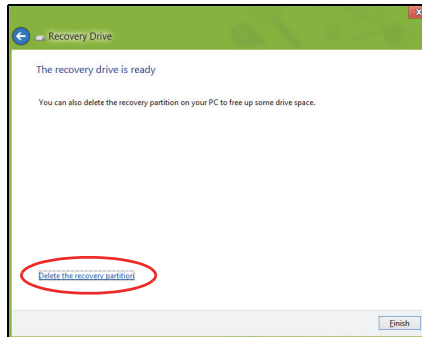 Recovery Drive
The recovery drive is ready
You can also delete the recovery partition on your PC to free up some drive space.
Delete the recovery partition
Finish